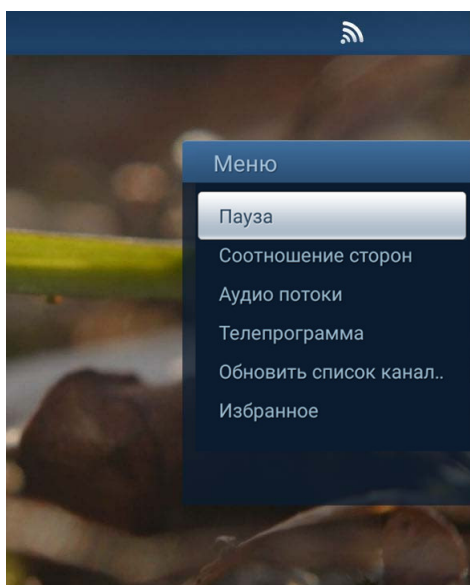 Меню
Пауза
Соотношение сторон
Аудио потоки
Телепрограмма
Обновить список канал..
Избранное